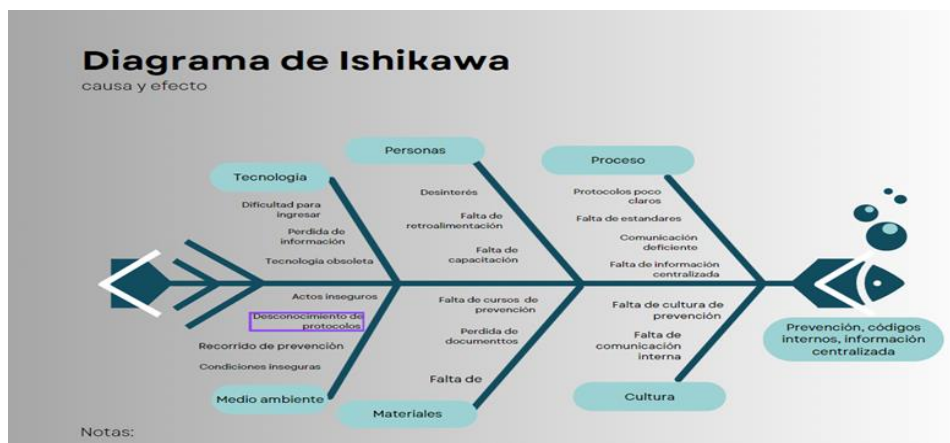 Diagrama de Ishikawa
causa y efecto
Personas
Proceso
Tecnología
Desinterés
Protocolos poco
claros
Dificultad para
ingresar
Falta de
retroalimentación
Falta de estandares
Perdida de
información
Comunicación
deficiente
Falta de
capacitación
Tecnología obsoleta
Falta de información
centralizada
Actos inseguros
Falta de cursos de
prevención
Falta de cultura de
prevención
Desconocimiento de
protocolos
Perdida de
documenttos
Falta de
comunicación
interna
Prevención, códigos
internos, información
centralizada
Recorrido de prevención
Condiciones inseguras
Falta de
Medio ambiente
Materiales
Cultura
Notas: